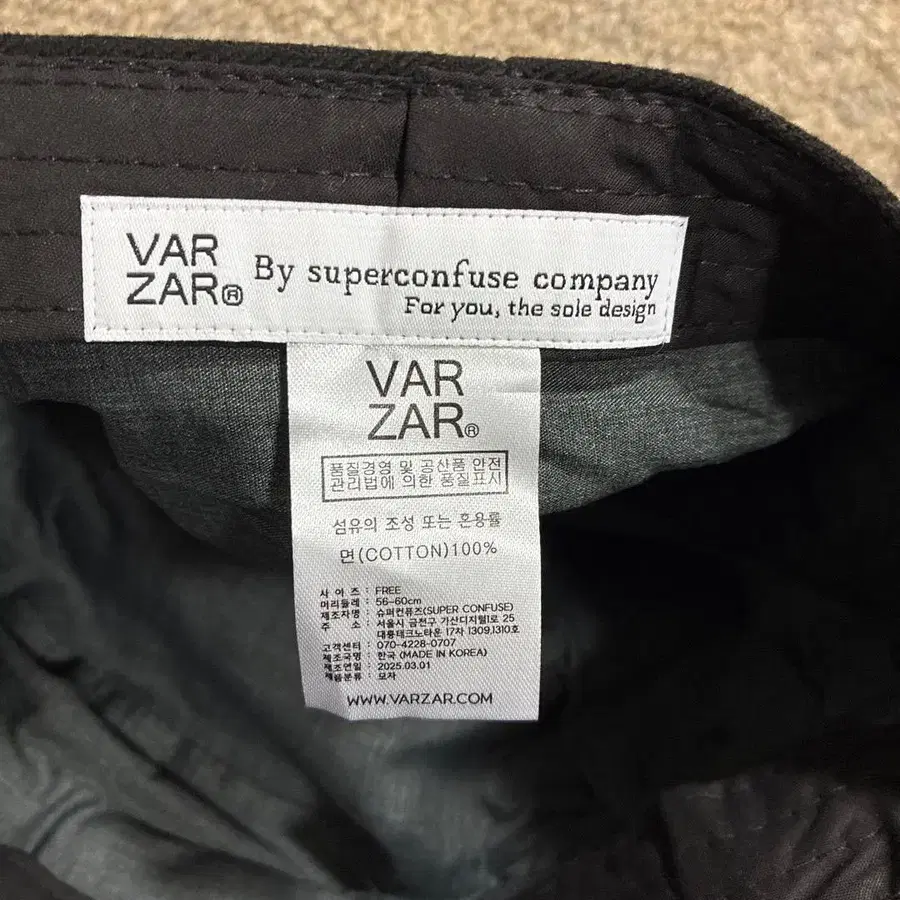 VAR
ZAR®
By superconfuse company
For you, the sole design
VAR
ZAR®
품질경영 및 공산품 안전
관리법에 의한 품질표시
섬유의 조성 또는 혼용률
면(COTTON)100%
사 이 즈 : FREE
머리둘레 : 56-60cm
제조자명 : 슈퍼컨퓨즈(SUPER CONFUSE)
주 소 : 서울시 금천구 가산디지털1로 25
대륭테크노타운 17차 1309,1310호
고객센터 : 070-4228-0707
제조국명 : 한국 (MADE IN KOREA)
제조연월 : 2025.03.01
제품분류 : 모자
WWW.VARZAR.COM